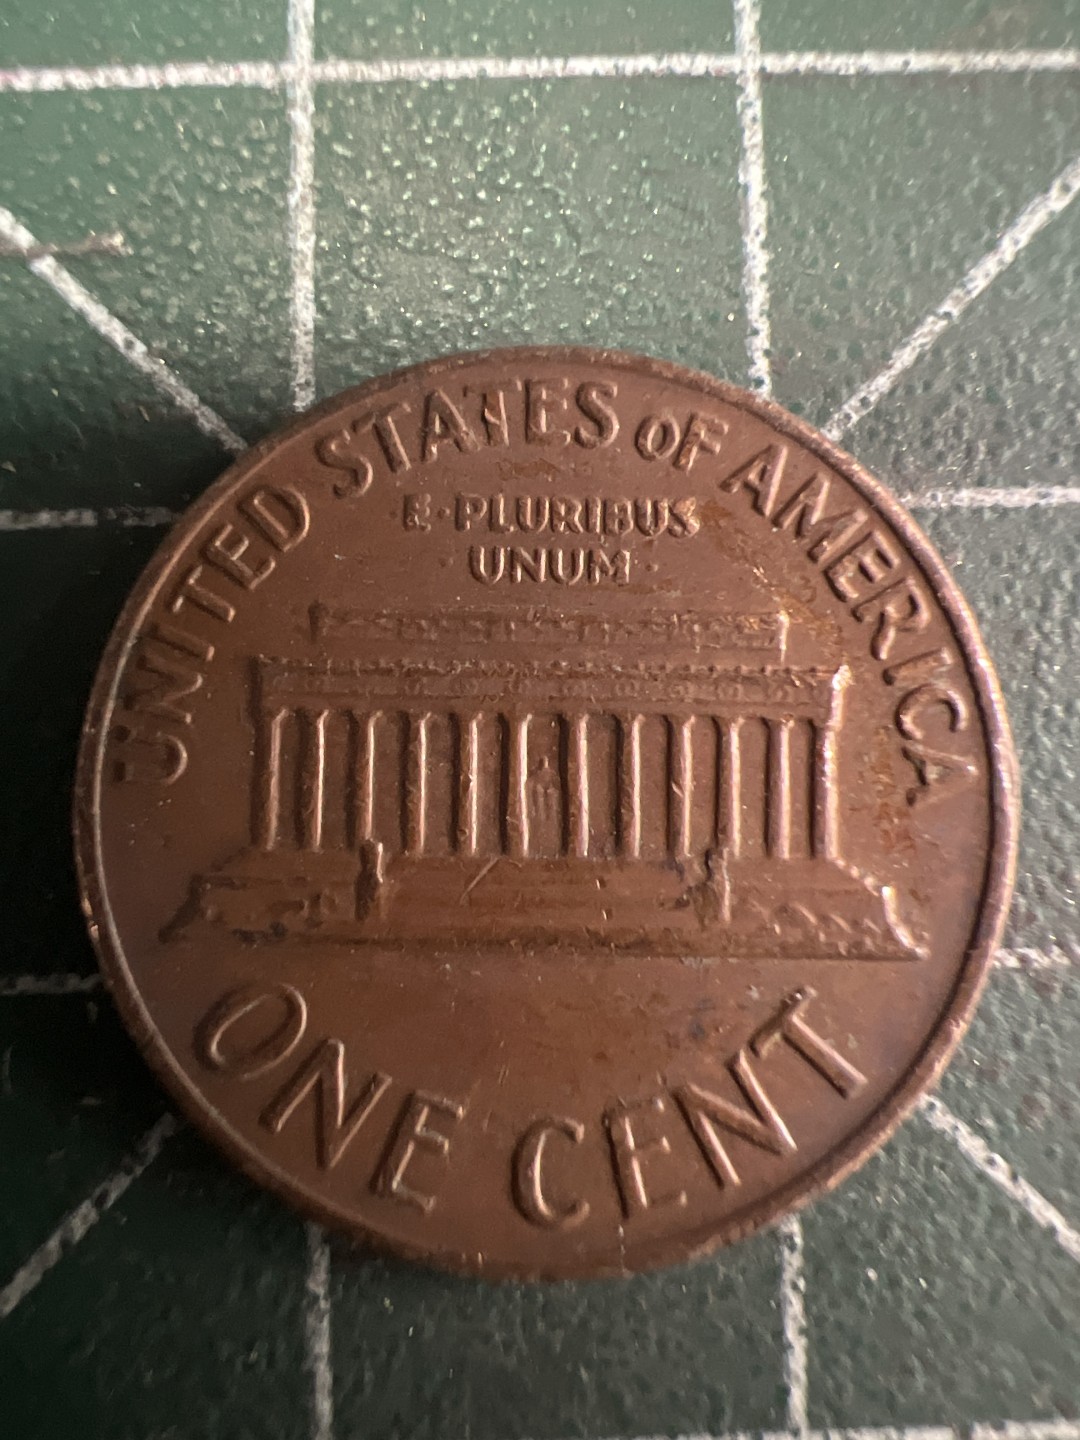 UNITED STATES OF AMERICA
·E·PLURIBUS
·UNUM·
ONE CENT